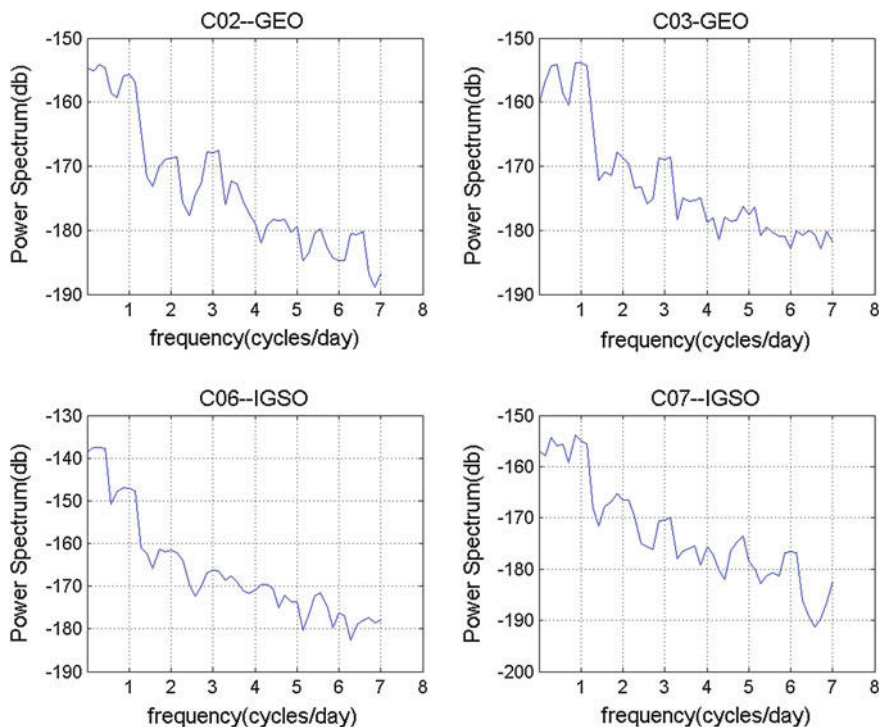 C02--GEO
Power Spectrum(db)
-150
-160
-170
-180
-190
1 2 3 4 5 6 7 8
frequency(cycles/day)
C03-GEO
Power Spectrum(db)
-150
-160
-170
-180
-190
1 2 3 4 5 6 7 8
frequency(cycles/day)
C06--IGSO
Power Spectrum(db)
-130
-140
-150
-160
-170
-180
-190
1 2 3 4 5 6 7 8
frequency(cycles/day)
C07--IGSO
Power Spectrum(db)
-150
-160
-170
-180
-190
-200
1 2 3 4 5 6 7 8
frequency(cycles/day)